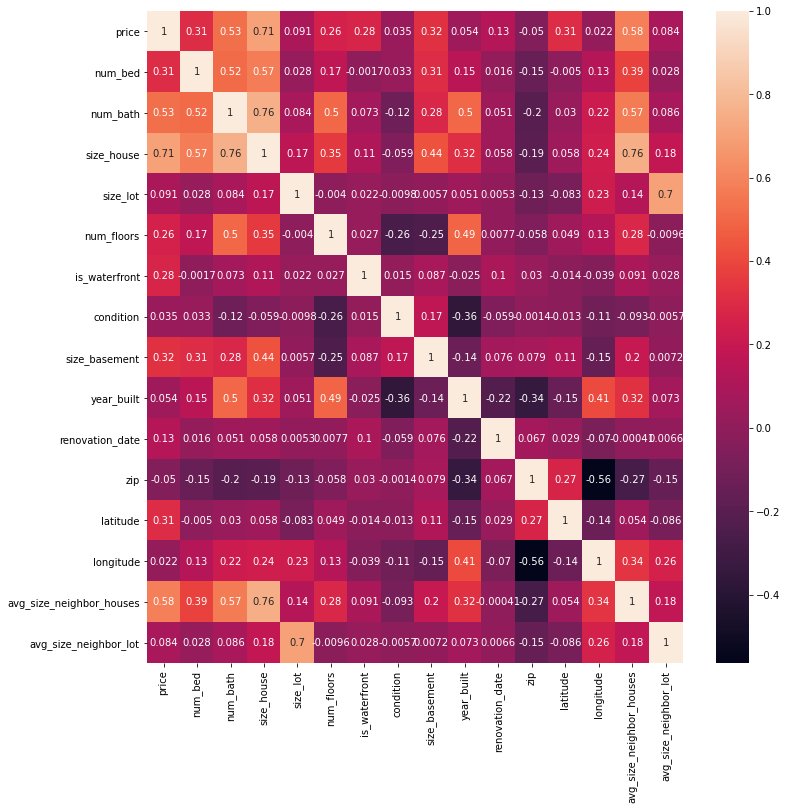 price 1 0.31 0.53 0.71 0.091 0.26 0.28 0.035 0.32 0.054 0.13 -0.05 0.31 0.022 0.58 0.084
num_bed 0.31 1 0.52 0.57 0.028 0.17 -0.0017 0.033 0.31 0.15 0.016 -0.15 -0.005 0.13 0.39 0.028
num_bath 0.53 0.52 1 0.76 0.084 0.5 0.073 -0.12 0.28 0.5 0.051 -0.2 0.03 0.22 0.57 0.086
size_house 0.71 0.57 0.76 1 0.17 0.35 0.11 -0.059 0.44 0.32 0.058 -0.19 0.058 0.24 0.76 0.18
size_lot 0.091 0.028 0.084 0.17 1 -0.004 0.022 -0.0098 0.0057 0.051 0.0053 -0.13 -0.083 0.23 0.14 0.7
num_floors 0.26 0.17 0.5 0.35 -0.004 1 0.027 -0.26 -0.25 0.49 0.0077 -0.058 0.049 0.13 0.28 -0.0096
is_waterfront 0.28 -0.0017 0.073 0.11 0.022 0.027 1 0.015 0.087 -0.025 0.1 0.03 -0.014 -0.039 0.091 0.028
condition 0.035 0.033 -0.12 -0.059 -0.0098 -0.26 0.015 1 0.17 -0.36 -0.059 -0.0014 -0.013 -0.11 -0.093 -0.0057
size_basement 0.32 0.31 0.28 0.44 0.0057 -0.25 0.087 0.17 1 -0.14 0.076 0.079 0.11 -0.15 0.2 0.0072
year_built 0.054 0.15 0.5 0.32 0.051 0.49 -0.025 -0.36 -0.14 1 -0.22 -0.34 -0.15 0.41 0.32 0.073
renovation_date 0.13 0.016 0.051 0.058 0.0053 0.0077 0.1 -0.059 0.076 -0.22 1 0.067 0.029 -0.07 -0.00041 0.0066
zip -0.05 -0.15 -0.2 -0.19 -0.13 -0.058 0.03 -0.0014 0.079 -0.34 0.067 1 0.27 -0.56 -0.27 -0.15
latitude 0.31 -0.005 0.03 0.058 -0.083 0.049 -0.014 -0.013 0.11 -0.15 0.029 0.27 1 -0.14 0.054 -0.086
longitude 0.022 0.13 0.22 0.24 0.23 0.13 -0.039 -0.11 -0.15 0.41 -0.07 -0.56 -0.14 1 0.34 0.26
avg_size_neighbor_houses 0.58 0.39 0.57 0.76 0.14 0.28 0.091 -0.093 0.2 0.32 -0.00041 -0.27 0.054 0.34 1 0.18
avg_size_neighbor_lot 0.084 0.028 0.086 0.18 0.7 -0.0096 0.028 -0.0057 0.0072 0.073 0.0066 -0.15 -0.086 0.26 0.18 1
price
num_bed
num_bath
size_house
size_lot
num_floors
is_waterfront
condition
size_basement
year_built
renovation_date
zip
latitude
longitude
avg_size_neighbor_houses
avg_size_neighbor_lot
1.0
0.8
0.6
0.4
0.2
0.0
−0.2
−0.4